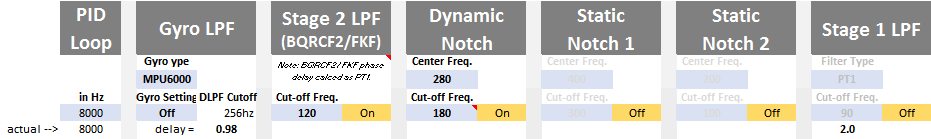 PID Loop
Gyro LPF
Stage 2 LPF (BQRCF2/FKF)
Dynamic Notch
Static Notch 1
Static Notch 2
Stage 1 LPF
Gyro ype
Note: BQRCF2/FKF phase delay calced as PT1.
Center Freq.
Center Freq.
Center Freq.
Filter Type
MPU6000
280
400
200
PT1
in Hz
Gyro Setting
DLPF Cutoff
Cut-off Freq.
Cut-off Freq.
Cut-off Freq.
Cut-off Freq.
Cut-off Freq.
8000
Off
256hz
120
On
180
On
Off
Off
90
Off
actual -->
8000
delay =
0.98
2.0